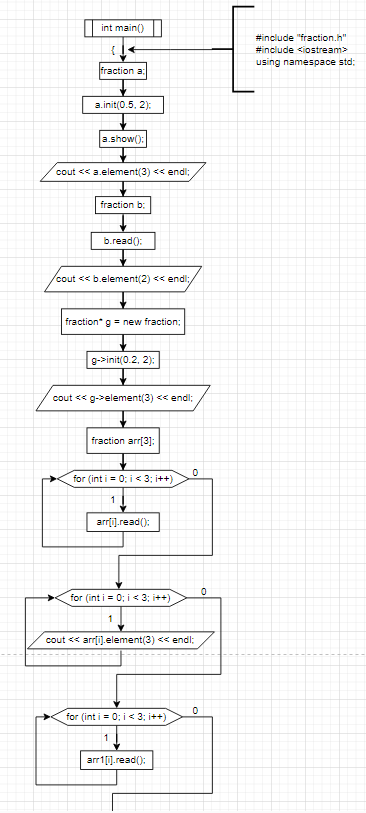 int main()
{
#include "fraction.h"
#include <iostream>
using namespace std;
fraction a;
a.init(0.5, 2);
a.show();
cout << a.element(3) << endl;
fraction b;
b.read();
cout << b.element(2) << endl;
fraction* g = new fraction;
g->init(0.2, 2);
cout << g->element(3) << endl;
fraction arr[3];
for (int i = 0; i < 3; i++)
0
1
arr[i].read();
for (int i = 0; i < 3; i++)
0
1
cout << arr[i].element(3) << endl;
for (int i = 0; i < 3; i++)
0
1
arr1[i].read();